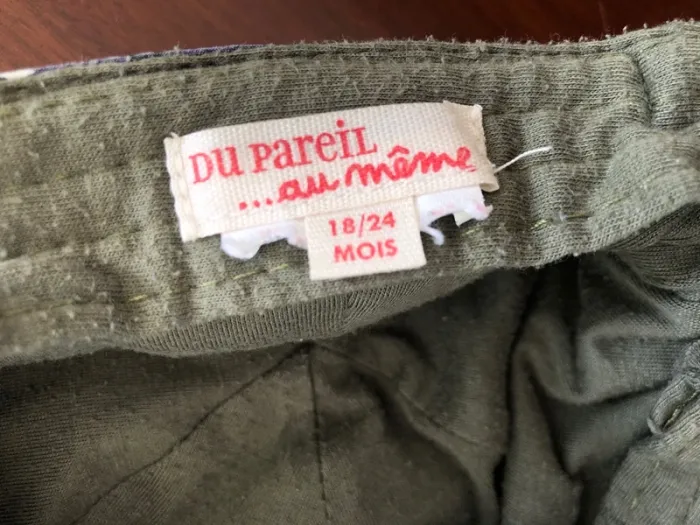 DU PAREIL
...au même
18/24
MOIS